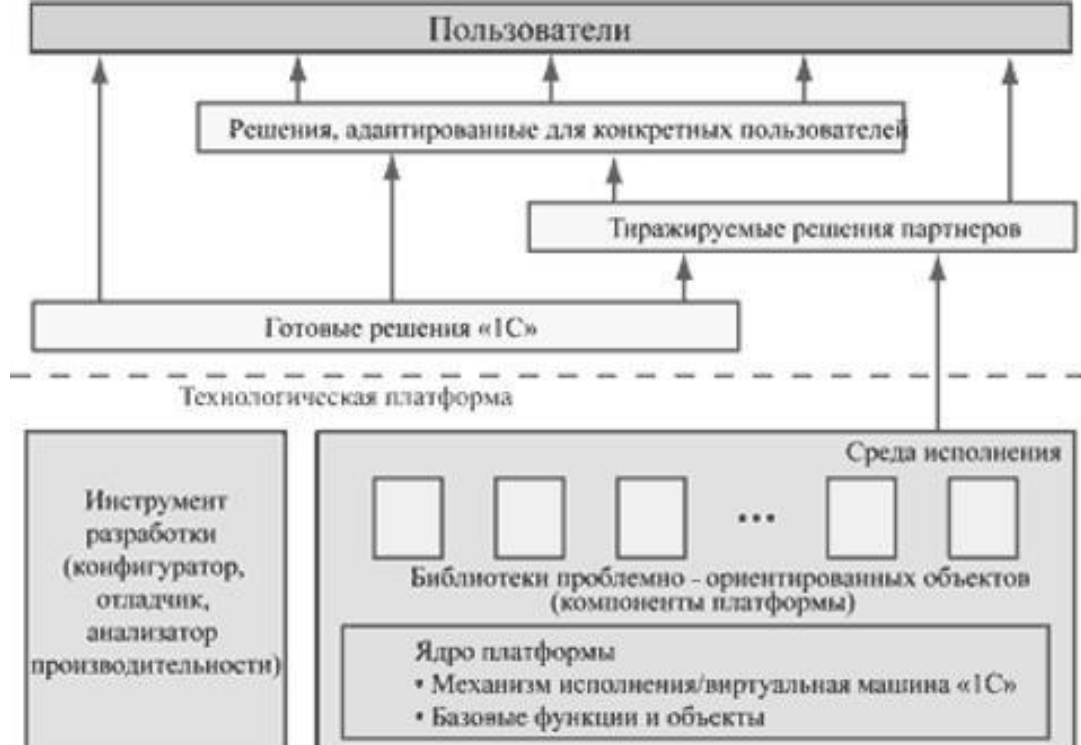 Пользователи
Решения, адаптированные для конкретных пользователей
Тиражируемые решения партнеров
Готовые решения «1С»
Технологическая платформа
Инструмент
разработки
(конфигуратор,
отладчик,
анализатор
производительности)
Среда исполнения
...
Библиотеки проблемно - ориентированных объектов
(компоненты платформы)
Ядро платформы
• Механизм исполнения/виртуальная машина «1С»
• Базовые функции и объекты